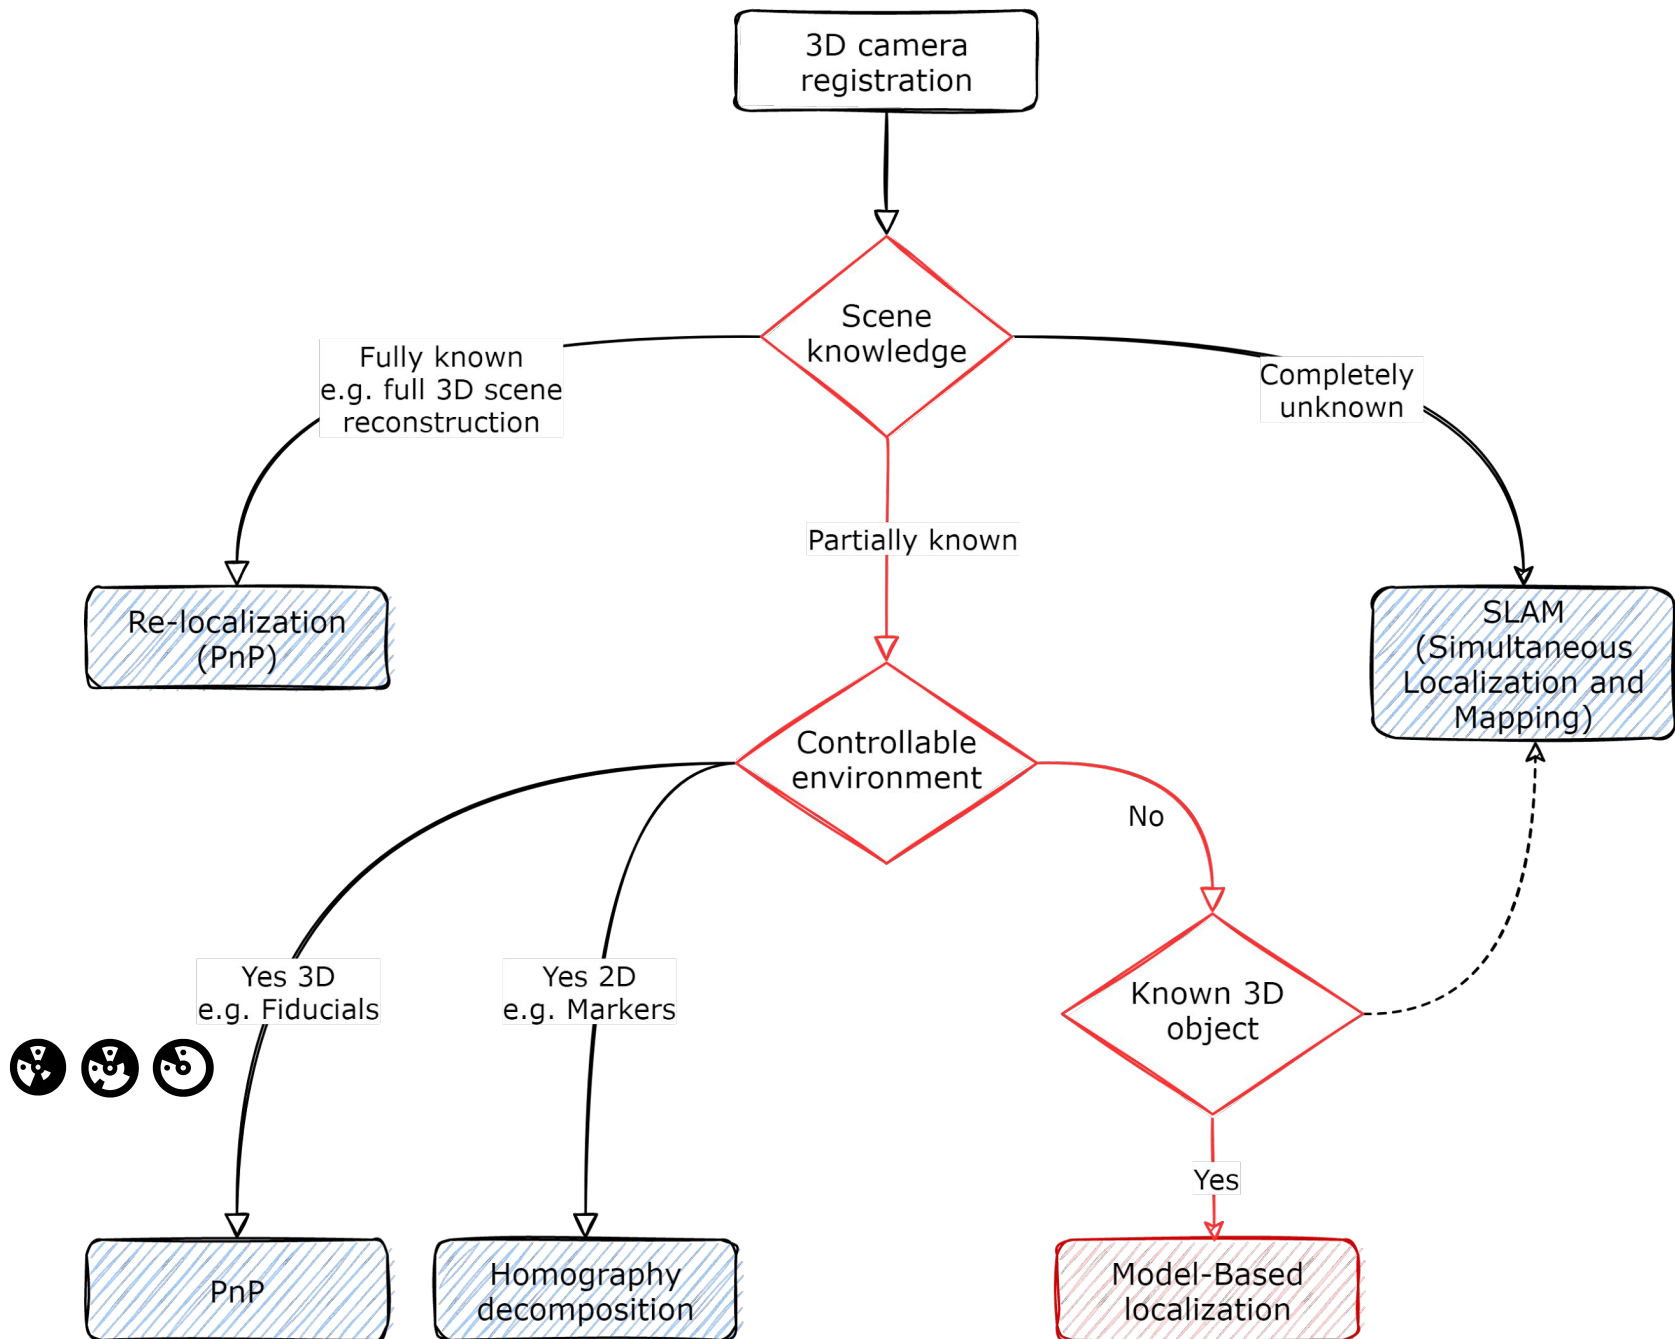 3D camera
registration
Scene
knowledge
Fully known
e.g. full 3D scene
reconstruction
Completely
unknown
Partially known
Re-localization
(PnP)
SLAM
(Simultaneous
Localization and
Mapping)
Controllable
environment
No
Yes 3D
e.g. Fiducials
Yes 2D
e.g. Markers
Known 3D
object
Yes
PnP
Homography
decomposition
Model-Based
localization